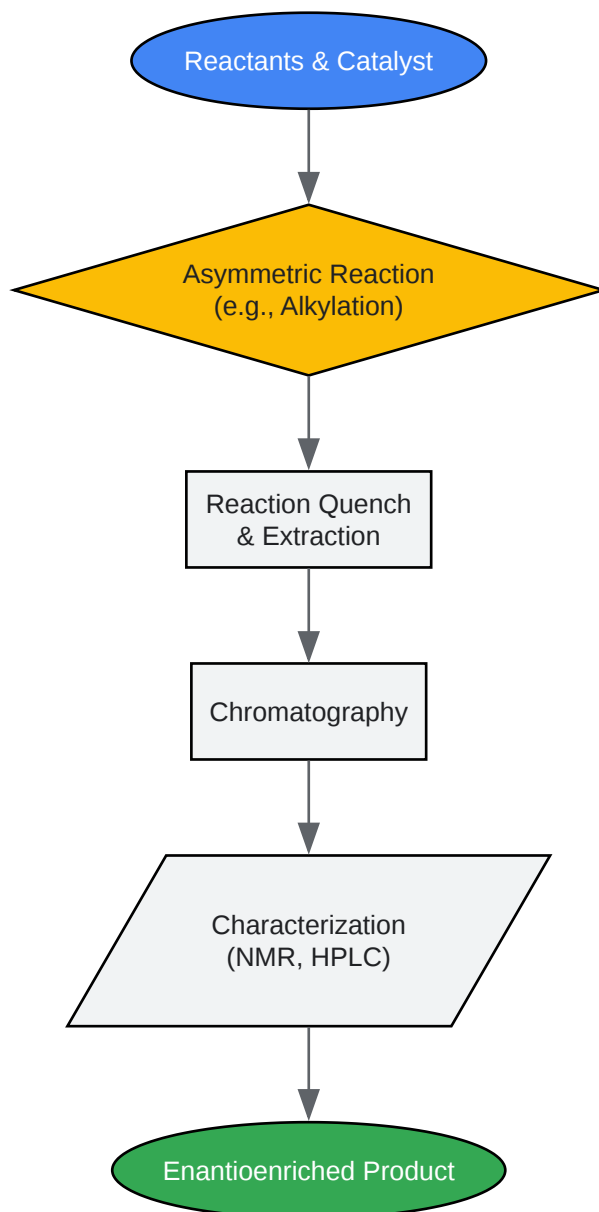 Reactants & Catalyst
Asymmetric Reaction
(e.g., Alkylation)
Reaction Quench
& Extraction
Chromatography
Characterization
(NMR, HPLC)
Enantioenriched Product